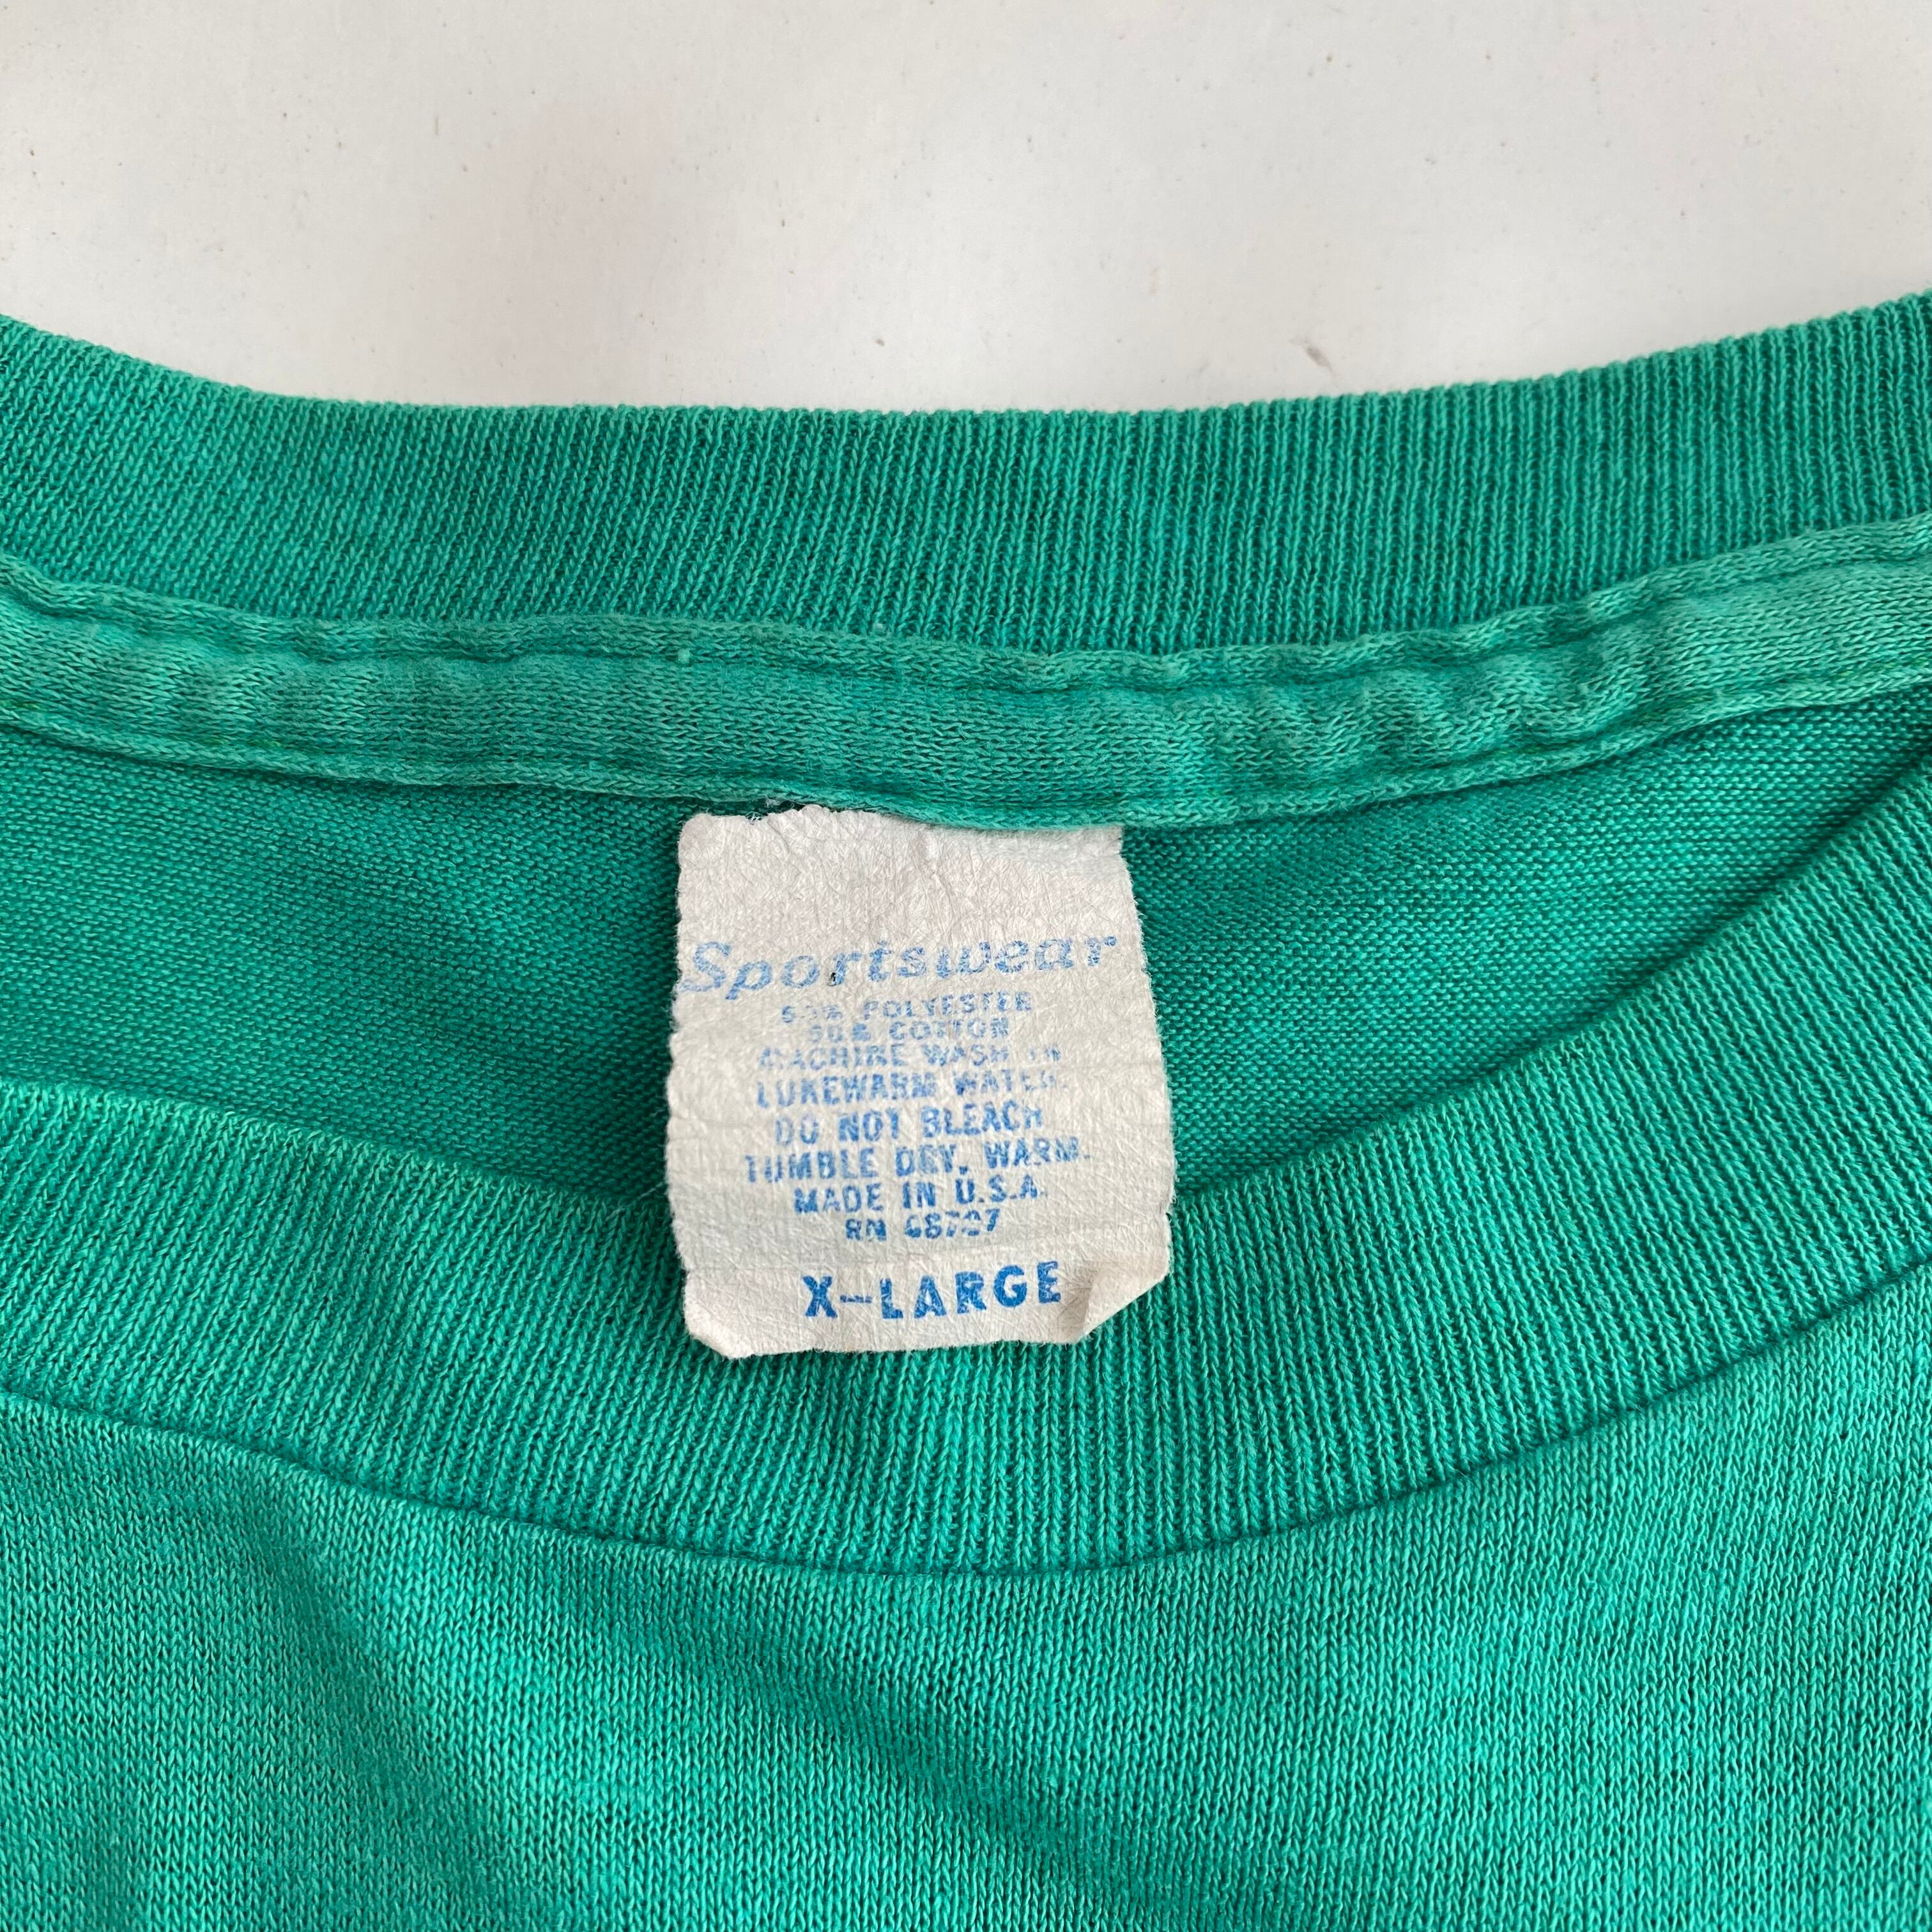 Sportswear
50% POLYESTER
50% COTTON
MACHINE WASH IN
LUKEWARM WATER.
DO NOT BLEACH
TUMBLE DRY, WARM.
MADE IN U.S.A.
RN
X-LARGE